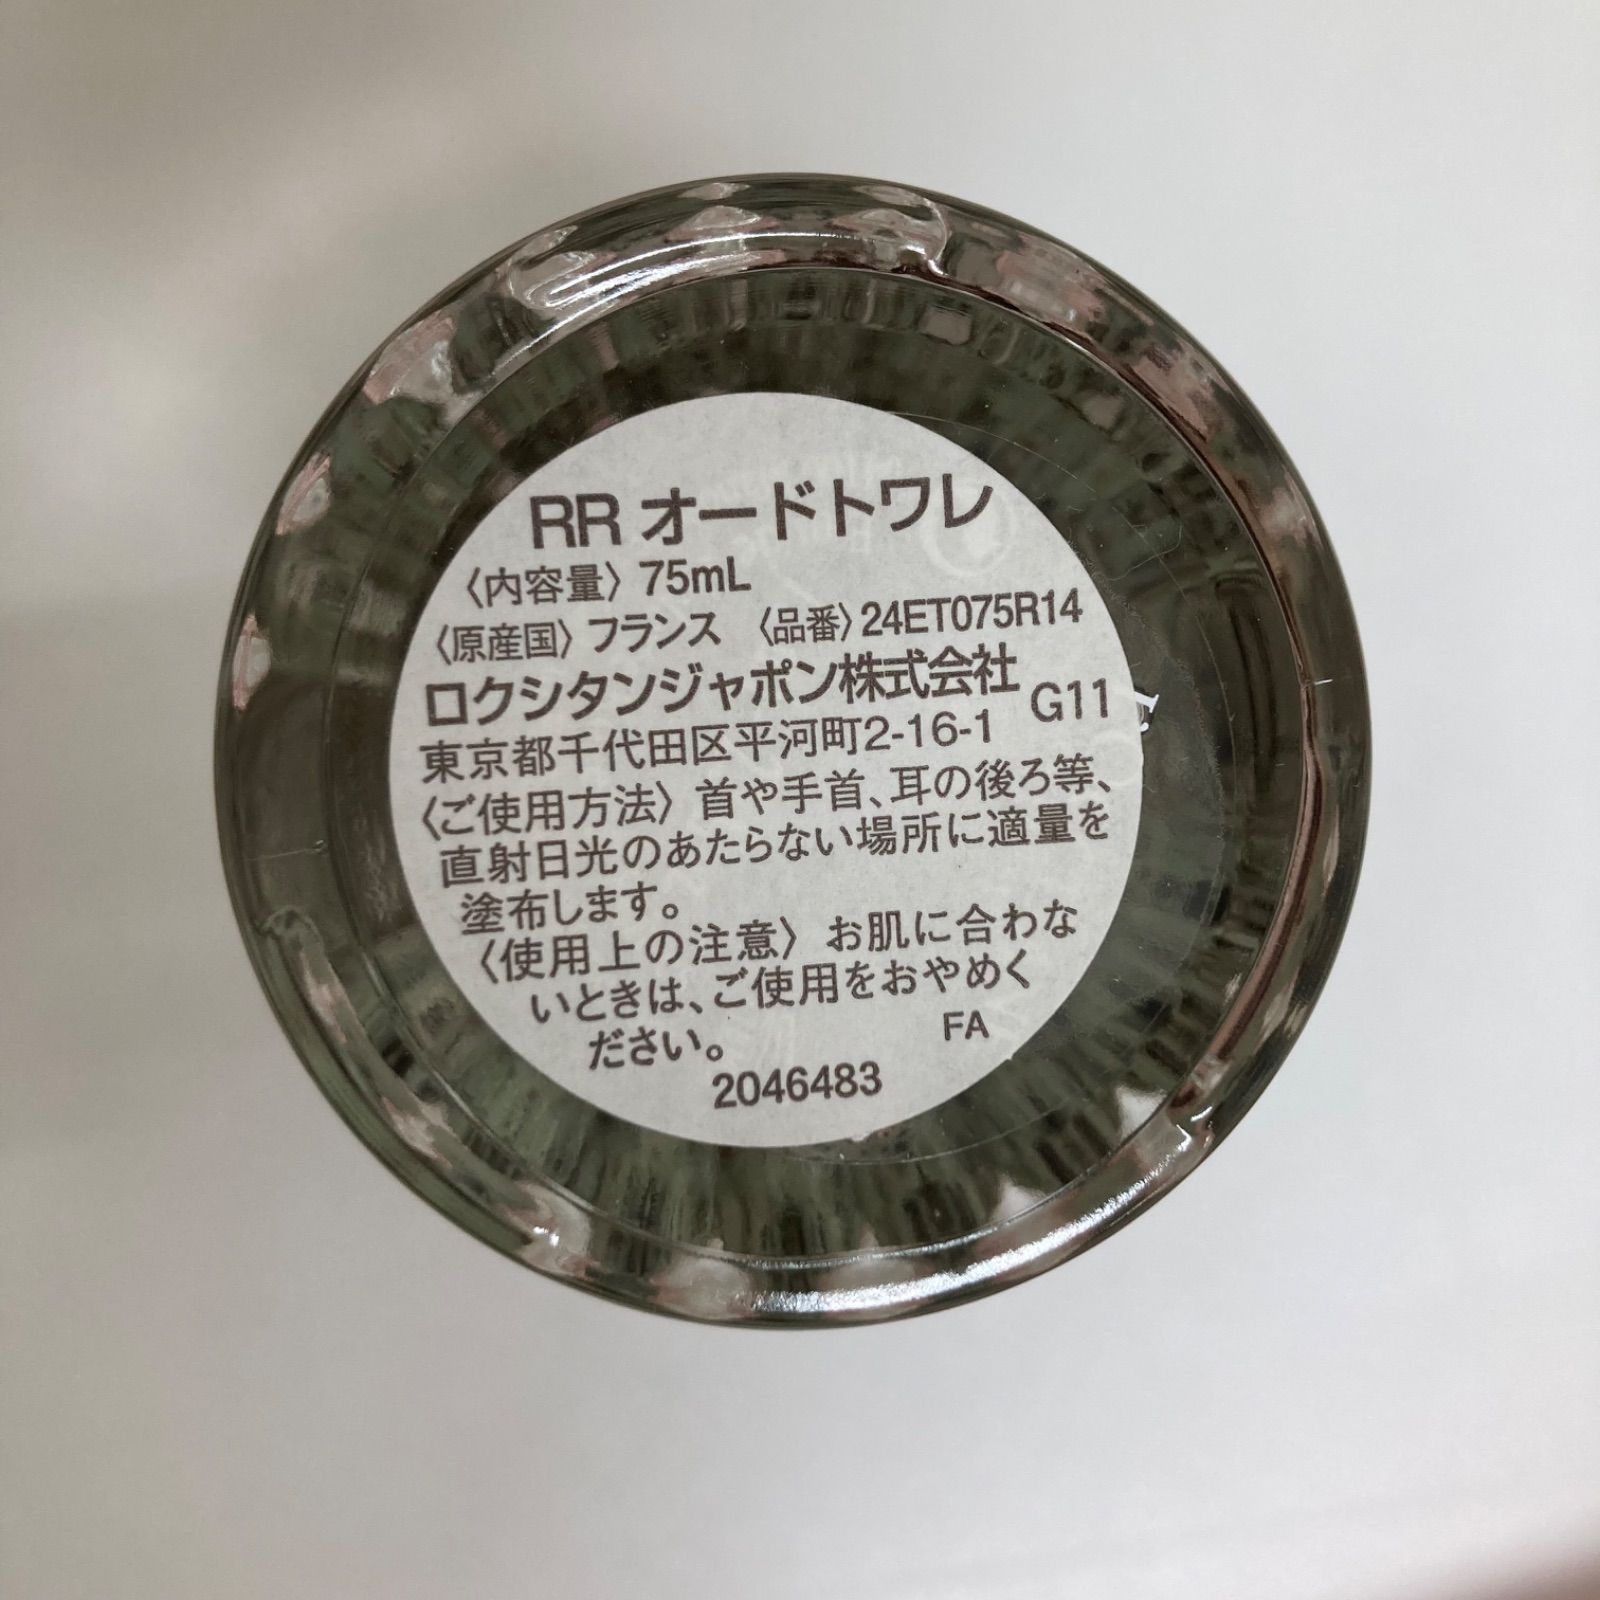 RR オードトワレ
〈内容量〉 75mL
〈原産国〉 フランス 〈品番〉 24ET075R14
ロクシタンジャポン株式会社 G11
東京都千代田区平河町2-16-1
〈ご使用方法〉 首や手首、耳の後ろ等、
直射日光のあたらない場所に適量を
塗布します。
〈使用上の注意〉 お肌に合わな
いときは、ご使用をおやめく
ださい。 FA
2046483